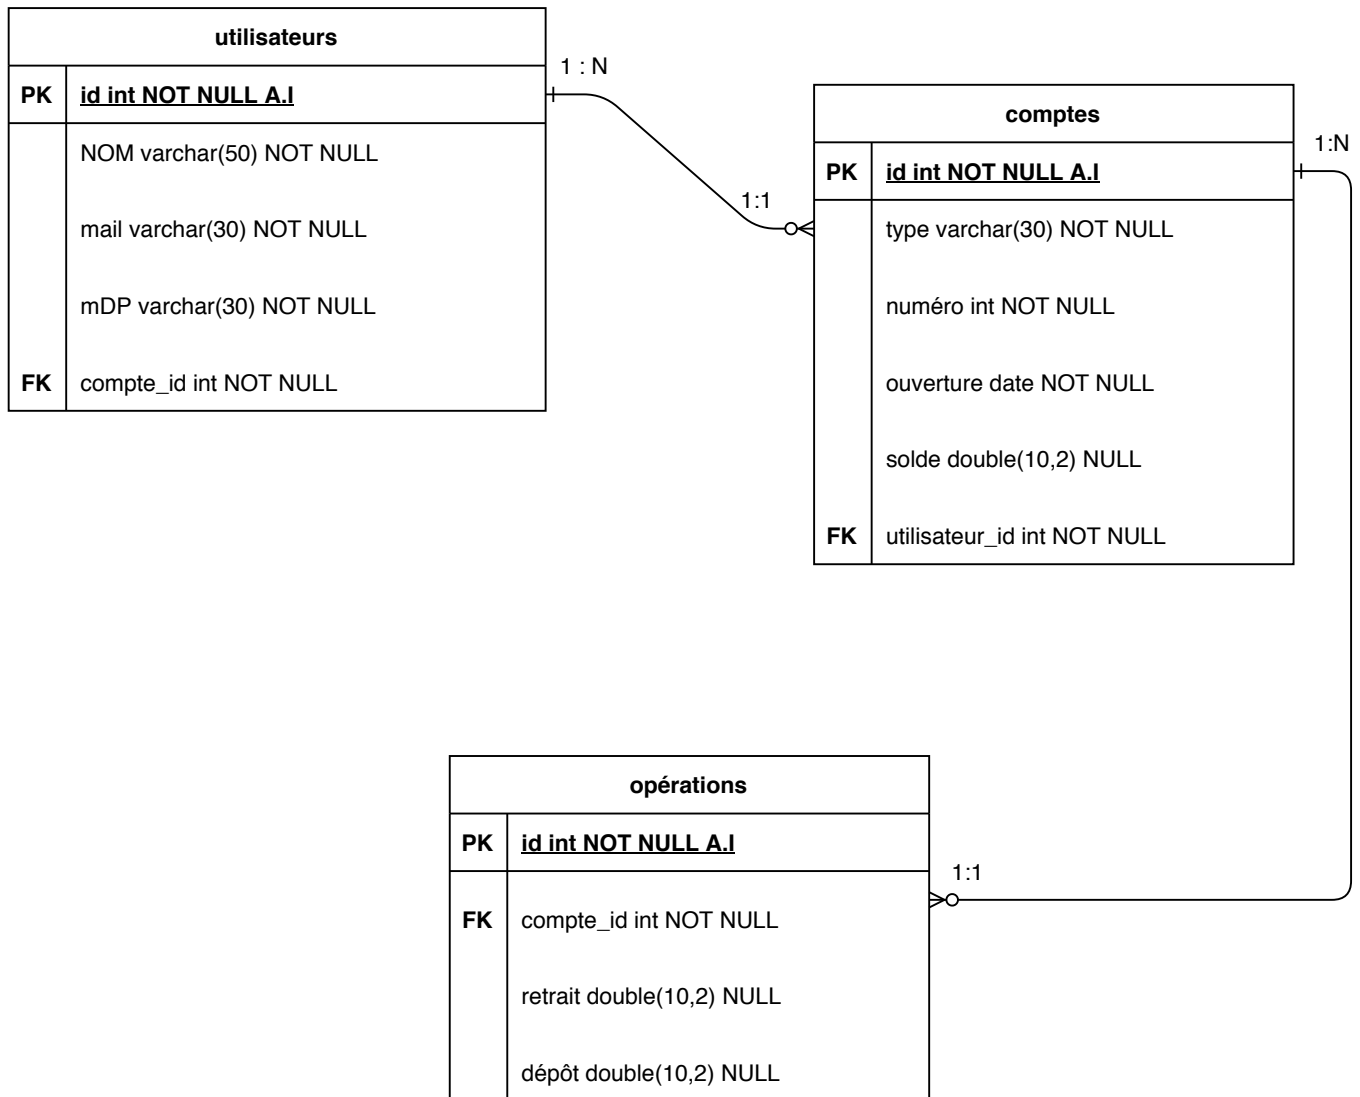 utilisateurs
1 : N
PK id int NOT NULL A.I
NOM varchar(50) NOT NULL
mail varchar(30) NOT NULL
mDP varchar(30) NOT NULL
FK compte_id int NOT NULL
1:1
comptes
1:N
PK id int NOT NULL A.I
type varchar(30) NOT NULL
numéro int NOT NULL
ouverture date NOT NULL
solde double(10,2) NULL
FK utilisateur_id int NOT NULL
opérations
PK id int NOT NULL A.I
1:1
FK compte_id int NOT NULL
retrait double(10,2) NULL
dépôt double(10,2) NULL